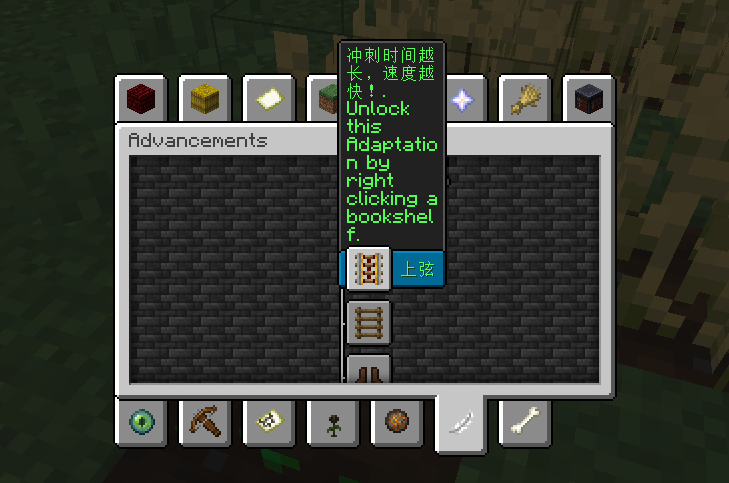 冲刺时间越
长，速度越
快！.
Unlock
this
Adaptatio
n by
right
clicking a
bookshel
f.
Advancements
上弦